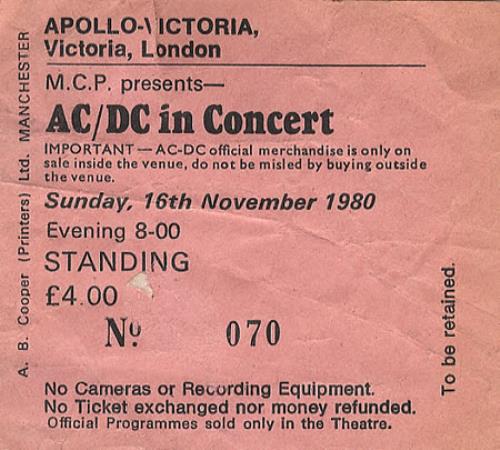 APOLLO-VICTORIA,
Victoria, London
M.C.P. presents—
AC/DC in Concert
IMPORTANT — AC-DC official merchandise is only on
sale inside the venue, do not be misled by buying outside
the venue.
Sunday, 16th November 1980
Evening 8-00
STANDING
£4.00
Nº 070
No Cameras or Recording Equipment.
No Ticket exchanged nor money refunded.
Official Programmes sold only in the Theatre.
A. B. Cooper (Printers) Ltd. MANCHESTER
To be retained.